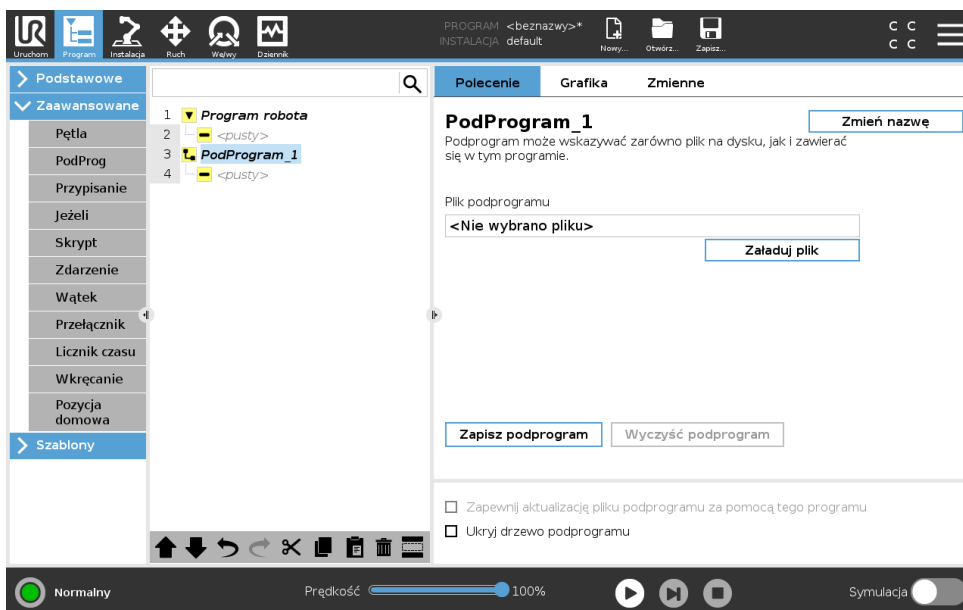 UR
Uruchom
Program
Instalacja
Ruch
We/wy
Dziennik
PROGRAM <beznazwy>*
INSTALACJA default
Nowy...
Otwórz...
Zapisz...
C C
C C
Podstawowe
Zaawansowane
Pętla
PodProg
Przypisanie
Jeżeli
Skrypt
Zdarzenie
Wątek
Przełącznik
Licznik czasu
Wkręcanie
Pozycja
domowa
Szablony
1 Program robota
2 <pusty>
3 PodProgram_1
4 <pusty>
Polecenie Grafika Zmienne
PodProgram_1
Zmień nazwę
Podprogram może wskazywać zarówno plik na dysku, jak i zawierać
się w tym programie.
Plik podprogramu
<Nie wybrano pliku>
Załaduj plik
Zapisz podprogram
Wyczyść podprogram
Zapewnij aktualizację pliku podprogramu za pomocą tego programu
Ukryj drzewo podprogramu
Normalny
Prędkość
100%
Symulacja